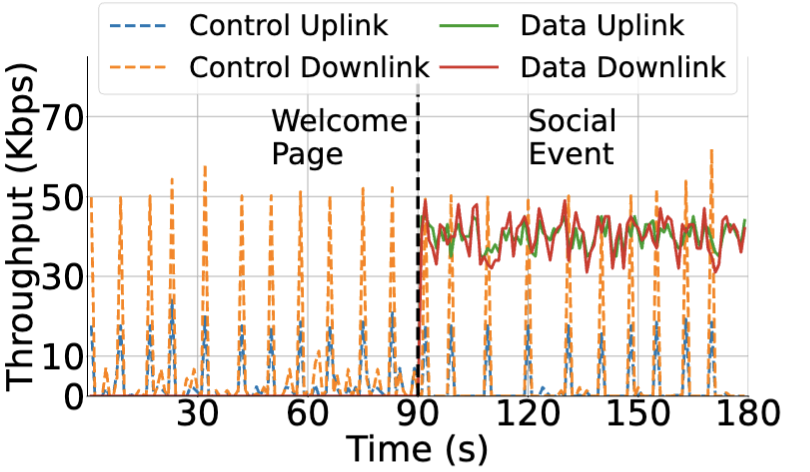 Control Uplink
Data Uplink
Control Downlink
Data Downlink
Throughput (Kbps)
70
50
30
10
0
Welcome
Page
Social
Event
30
60
90
120
150
180
Time (s)